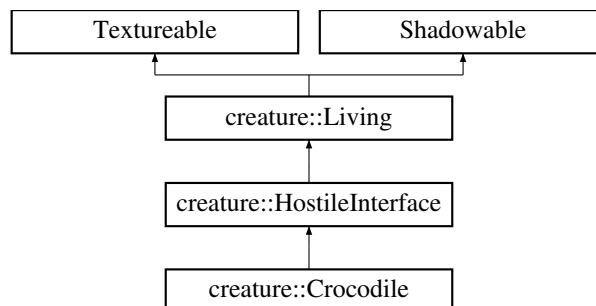 Textureable
Shadowable
creature::Living
creature::HostileInterface
creature::Crocodile